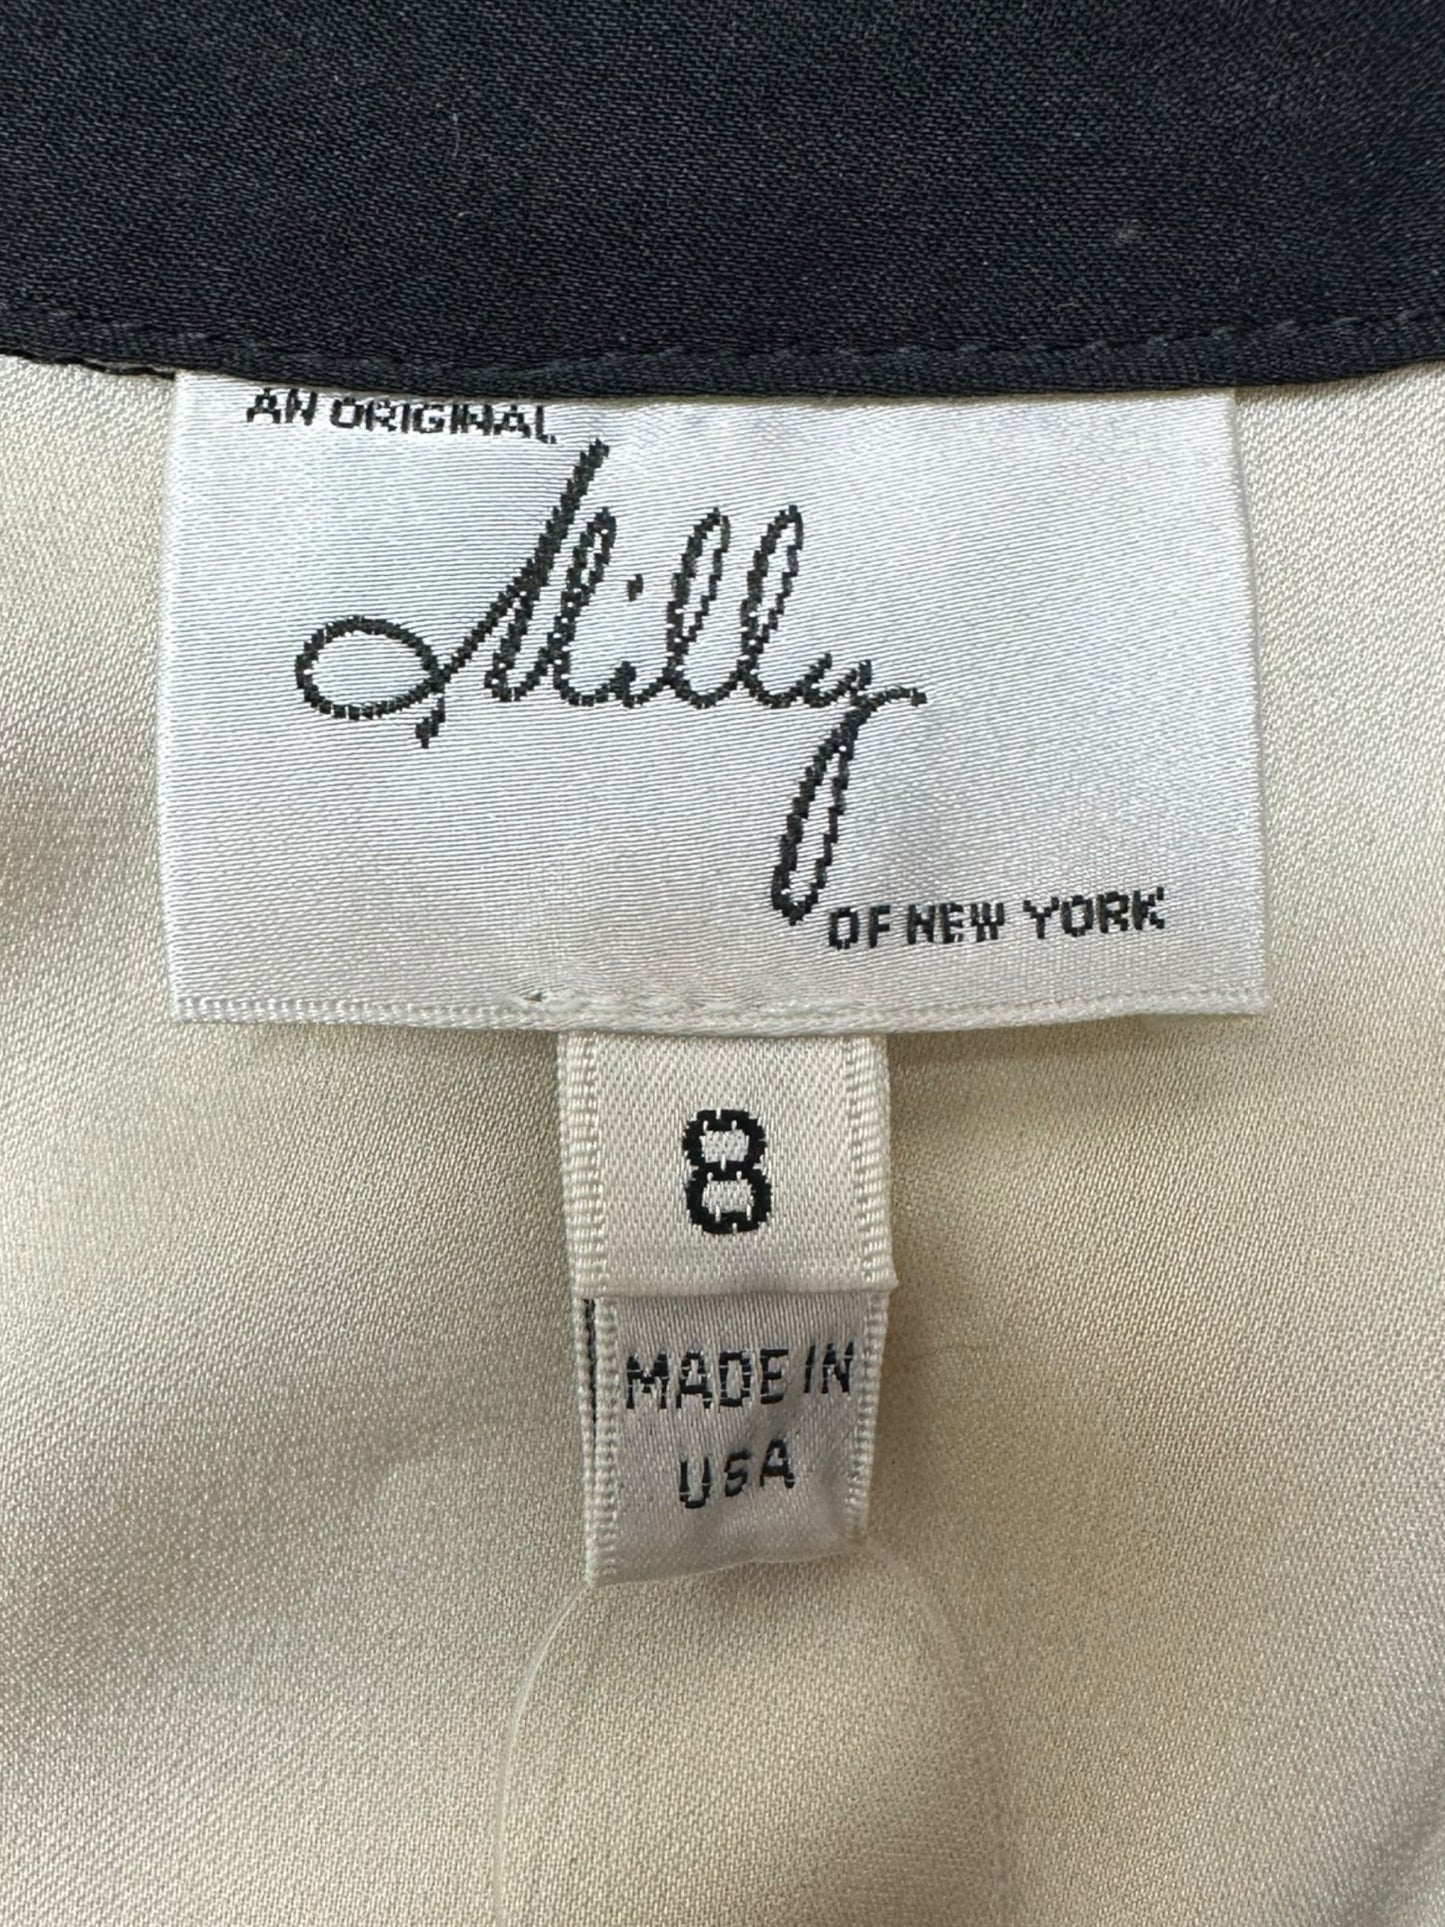 AN ORIGINAL
Milly
OF NEW YORK
8
MADE IN
USA